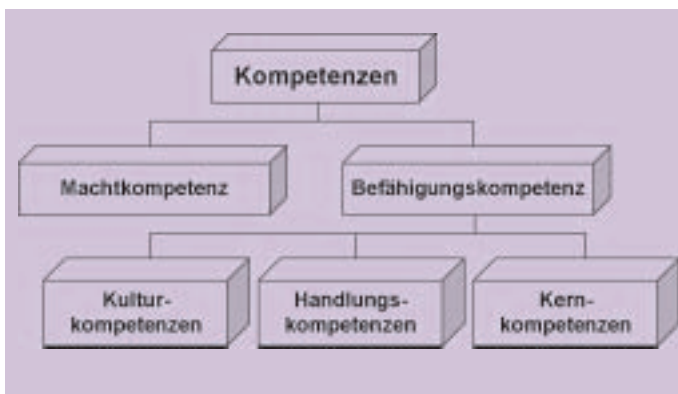 Kompetenzen
Machtkompetenz
Befähigungskompetenz
Kultur-
kompetenzen
Handlungs-
kompetenzen
Kern-
kompetenzen